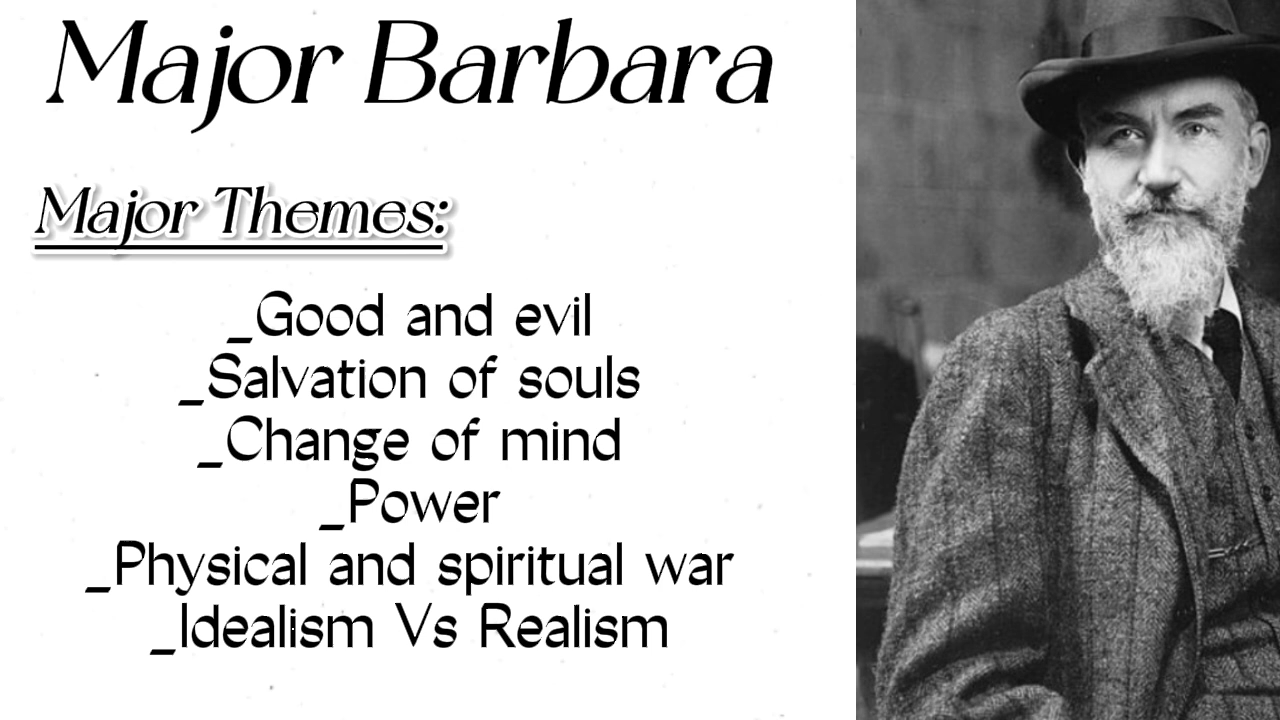 Major Barbara
Major Themes:
_Good and evil
_Salvation of souls
_Change of mind
_Power
_Physical and spiritual war
_Idealism Vs Realism